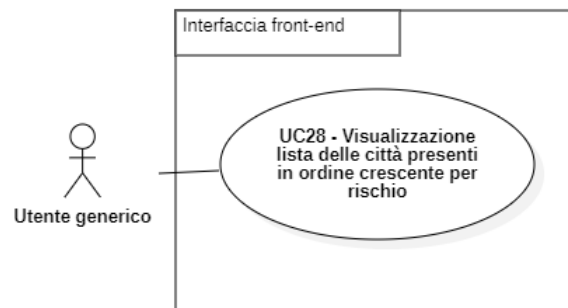 Interfaccia front-end
UC28 - Visualizzazione
lista delle città presenti
in ordine crescente per
rischio
Utente generico